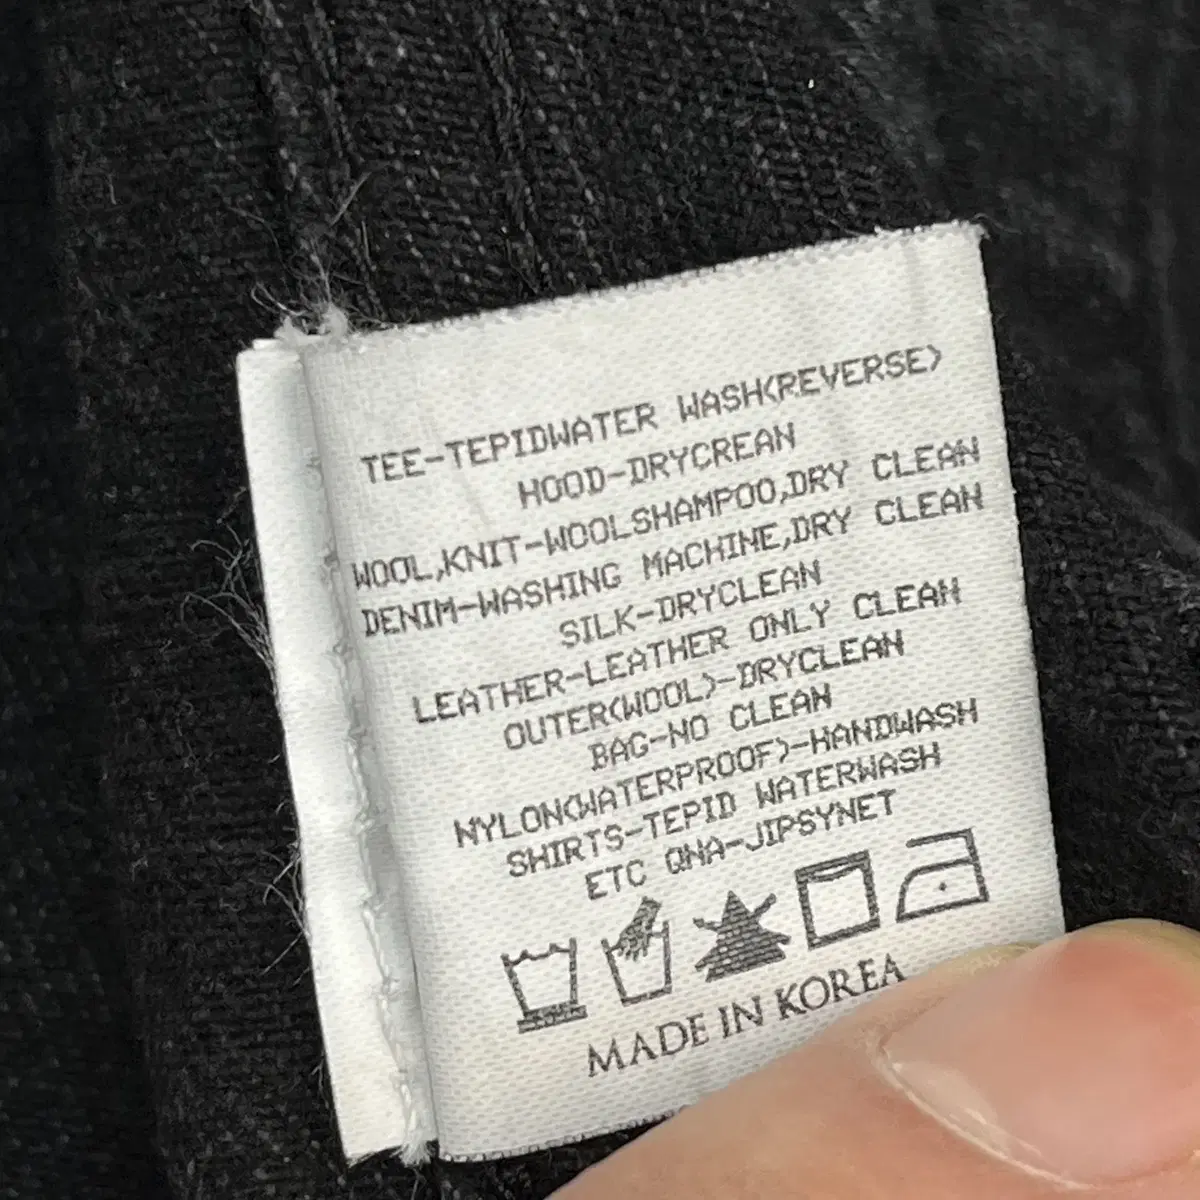 TEE-TEPIDWATER WASH(REVERSE)
HOOD-DRYCREAN
WOOL,KNIT-WOOLSHAMPOO,DRY CLEAN
DENIM-WASHING MACHINE,DRY CLEAN
SILK-DRYCLEAN
LEATHER-LEATHER ONLY CLEAN
OUTER(WOOL)-DRYCLEAN
BAG-NO CLEAN
NYLON(WATERPROOF)-HANDWASH
SHIRTS-TEPID WATERWASH
ETC QNA-JIPSYNET
MADE IN KOREA